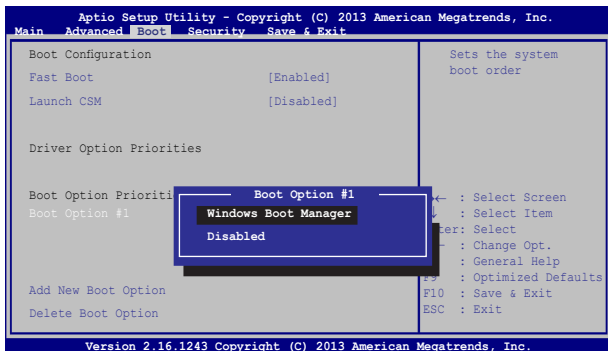 Aptio Setup Utility - Copyright (C) 2013 American Megatrends, Inc.
Main Advanced Boot Security Save & Exit
Boot Configuration
Fast Boot [Enabled]
Launch CSM [Disabled]
Driver Option Priorities
Boot Option Prioriti
Boot Option #1
Add New Boot Option
Delete Boot Option
Boot Option #1
Windows Boot Manager
Disabled
Sets the system
boot order
→← : Select Screen
: Select Item
ter: Select
: Change Opt.
: General Help
F9 : Optimized Defaults
F10 : Save & Exit
ESC : Exit
Version 2.16.1243 Copyright (C) 2013 American Megatrends, Inc.